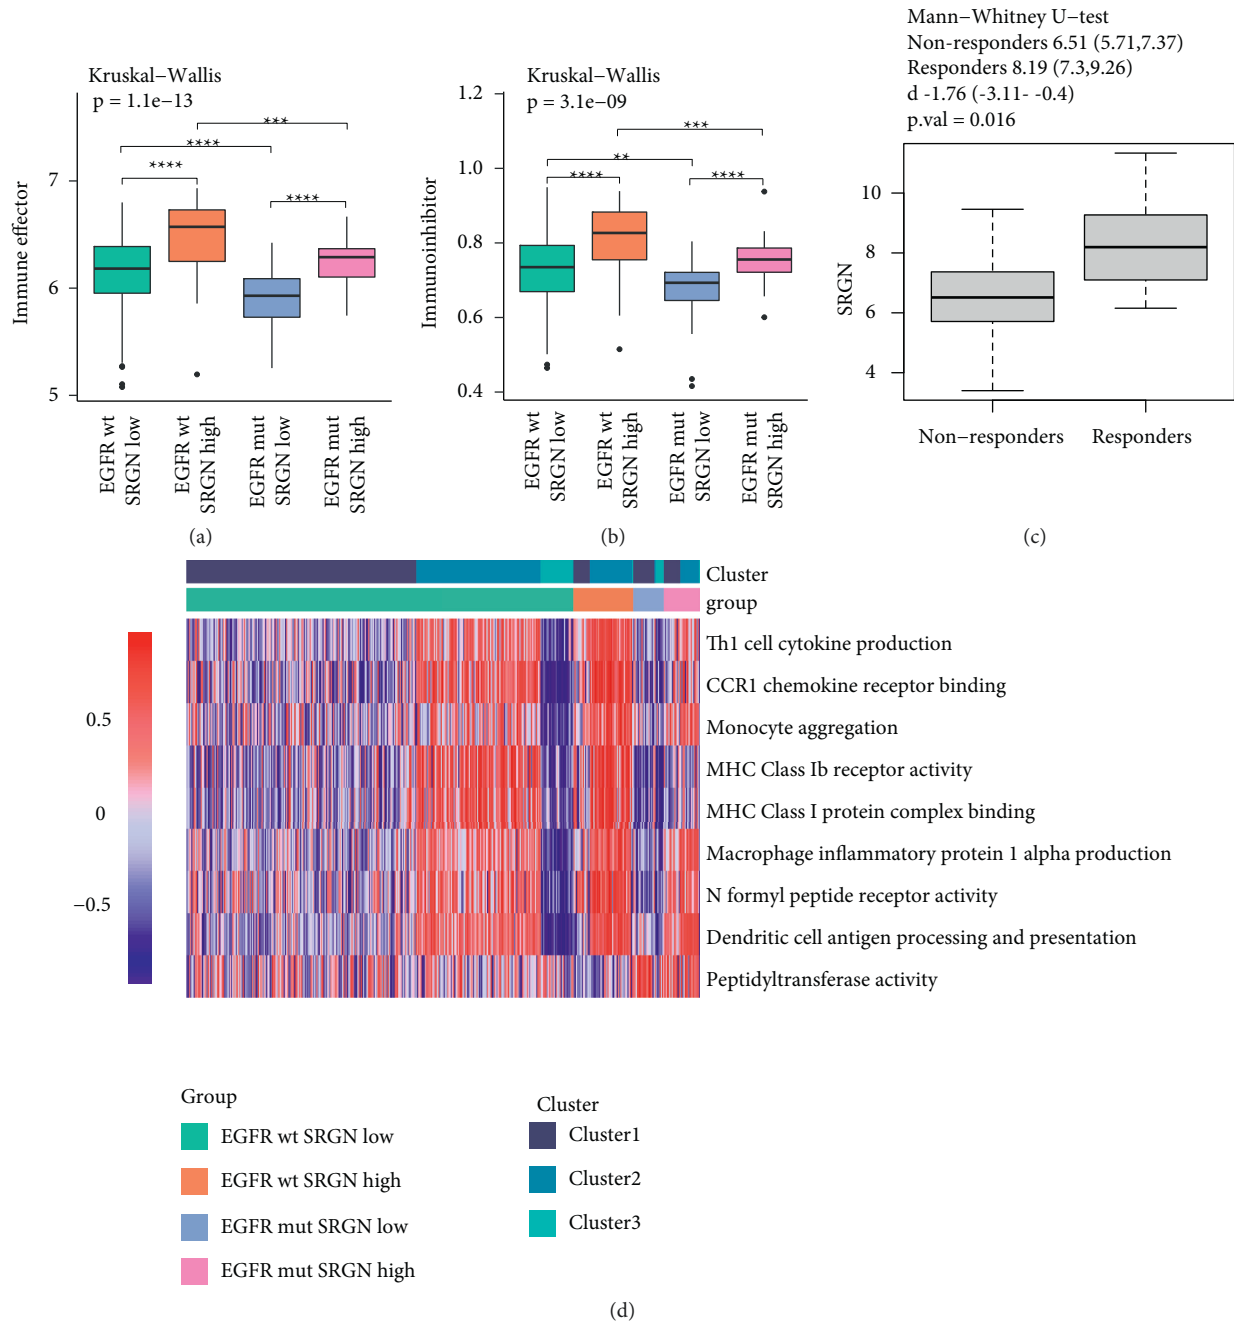 Kruskal−Wallis
p = 1.1e−13
Immune effector
7
6
5
****
****
***
****
EGFR wt
SRGN low
EGFR wt
SRGN high
EGFR mut
SRGN low
EGFR mut
SRGN high
(a)
Kruskal−Wallis
p = 3.1e−09
Immunoinhibitor
1.2
1.0
0.8
0.6
0.4
***
**
****
****
EGFR wt
SRGN low
EGFR wt
SRGN high
EGFR mut
SRGN low
EGFR mut
SRGN high
(b)
Mann−Whitney U−test
Non-responders 6.51 (5.71,7.37)
Responders 8.19 (7.3,9.26)
d -1.76 (-3.11- -0.4)
p.val = 0.016
SRGN
10
8
6
4
Non−responders
Responders
(c)
Cluster
group
Th1 cell cytokine production
CCR1 chemokine receptor binding
Monocyte aggregation
MHC Class Ib receptor activity
MHC Class I protein complex binding
Macrophage inflammatory protein 1 alpha production
N formyl peptide receptor activity
Dendritic cell antigen processing and presentation
Peptidyltransferase activity
0.5
0
−0.5
Group
EGFR wt SRGN low
EGFR wt SRGN high
EGFR mut SRGN low
EGFR mut SRGN high
Cluster
Cluster1
Cluster2
Cluster3
(d)